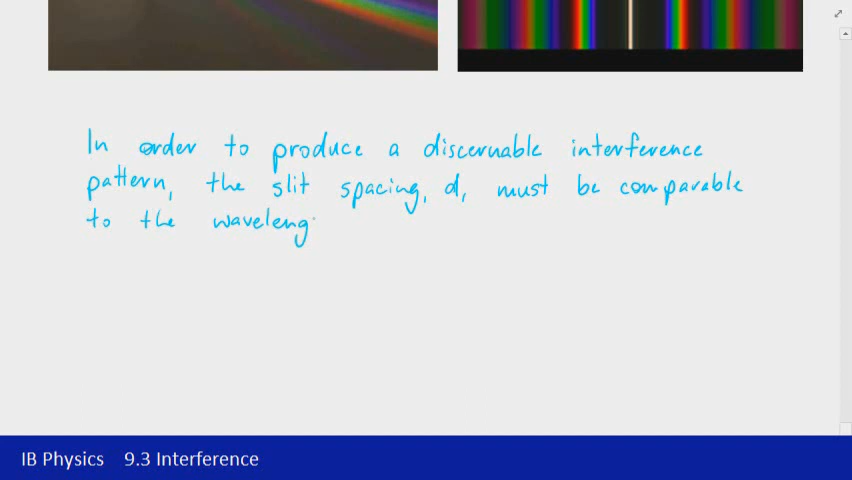 In order to produce a discernable interference
pattern, the slit spacing, d, must be comparable
to the waveleng
IB Physics 9.3 Interference